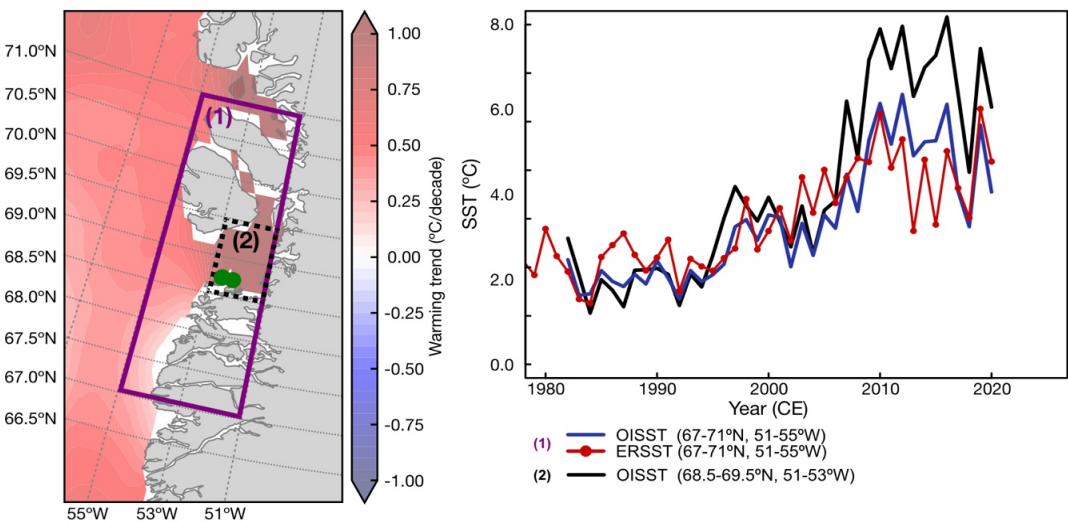 71.0ºN
70.5ºN
70.0ºN
69.5ºN
69.0ºN
68.5ºN
68.0ºN
67.5ºN
67.0ºN
66.5ºN
55ºW 53ºW 51ºW
(1)
(2)
1.00
0.75
0.50
0.25
0.00
-0.25
-0.50
-0.75
-1.00
Warming trend (ºC/decade)
SST (ºC)
8.0
6.0
4.0
2.0
0.0
1980 1990 2000 2010 2020
Year (CE)
(1) OISST (67-71ºN, 51-55ºW)
ERSST (67-71ºN, 51-55ºW)
(2) OISST (68.5-69.5ºN, 51-53ºW)